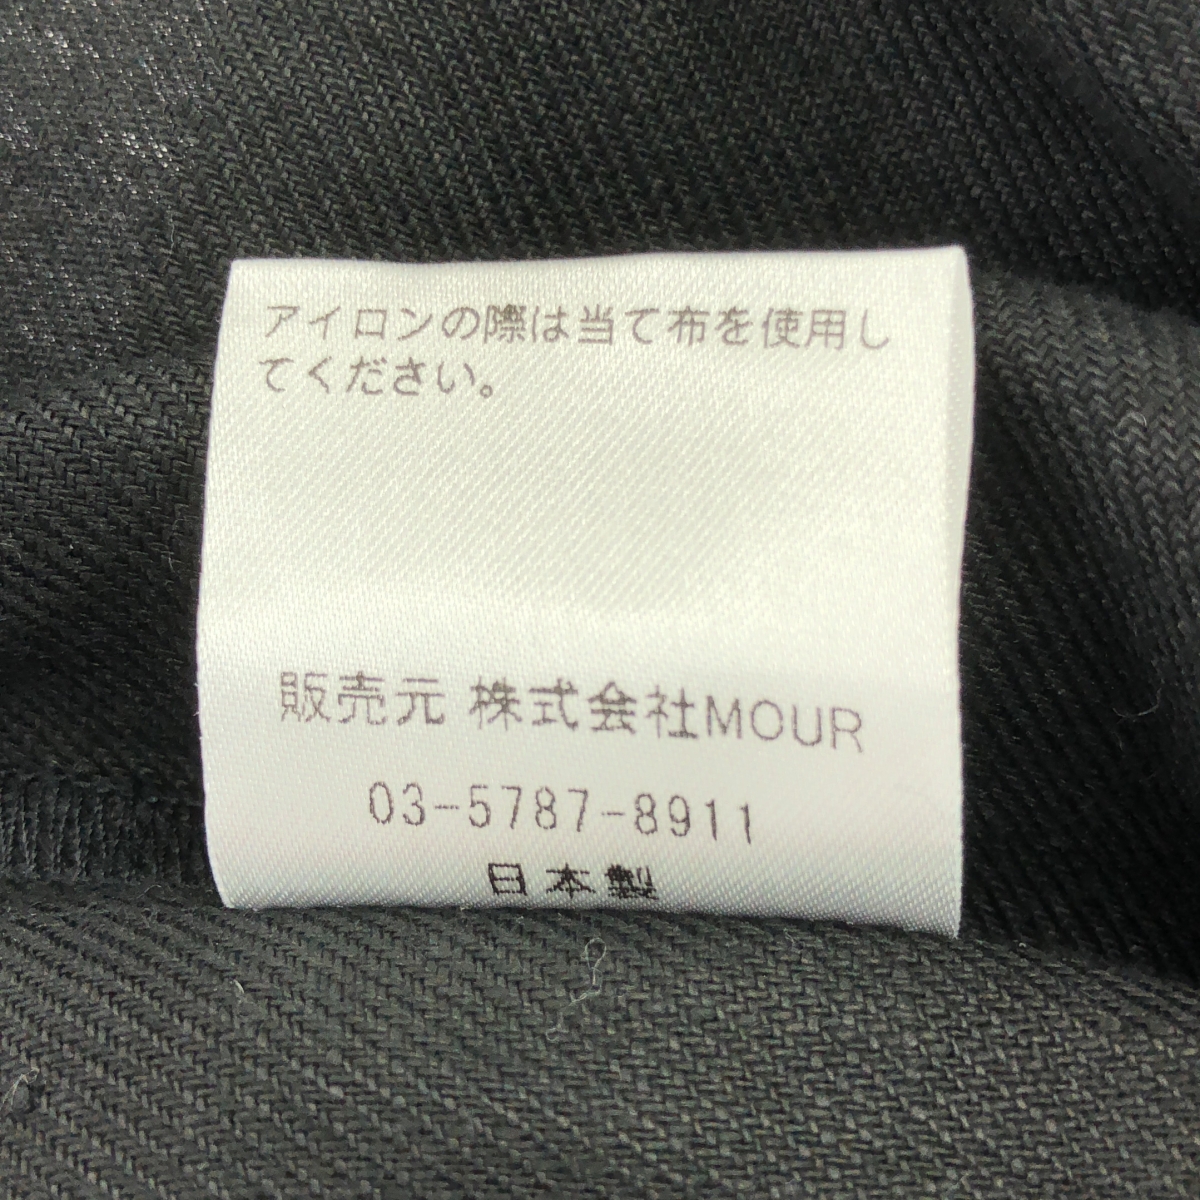 アイロンの際は当て布を使用し
てください。
販売元 株式会社MOUR
03-5787-8911
日本製